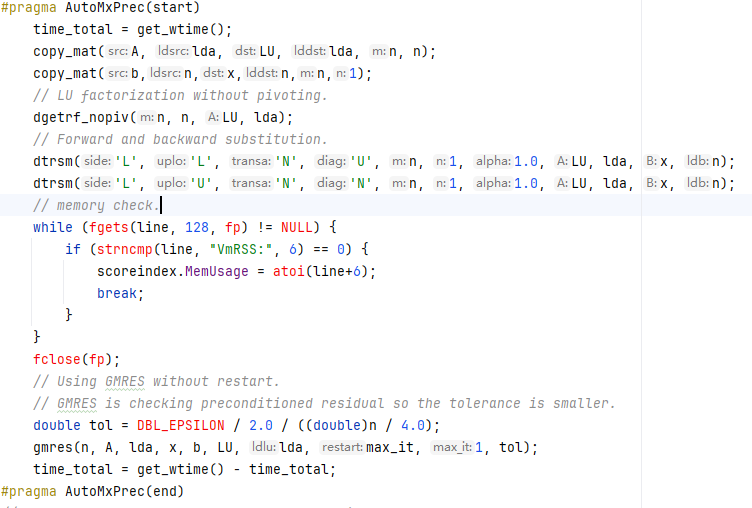 #pragma AutoMxPrec(start)
time_total = get_wtime();
copy_mat( src: A, ldsrc: lda, dst: LU, lddst: lda, m: n, n);
copy_mat( src: b, ldsrc: n, dst: x, lddst: n, m: n, n: 1);
// LU factorization without pivoting.
dgetrf_nopiv( m: n, n, A: LU, lda);
// Forward and backward substitution.
dtrsm( side: 'L', uplo: 'L', transa: 'N', diag: 'U', m: n, n: 1, alpha: 1.0, A: LU, lda, B: x, ldb: n);
dtrsm( side: 'L', uplo: 'U', transa: 'N', diag: 'N', m: n, n: 1, alpha: 1.0, A: LU, lda, B: x, ldb: n);
// memory check.
while (fgets(line, 128, fp) != NULL) {
if (strncmp(line, "VmRSS:", 6) == 0) {
scoreindex.MemUsage = atoi(line+6);
break;
}
}
fclose(fp);
// Using GMRES without restart.
// GMRES is checking preconditioned residual so the tolerance is smaller.
double tol = DBL_EPSILON / 2.0 / ((double)n / 4.0);
gmres(n, A, lda, x, b, LU, ldlu: lda, restart: max_it, max_it: 1, tol);
time_total = get_wtime() - time_total;
#pragma AutoMxPrec(end)